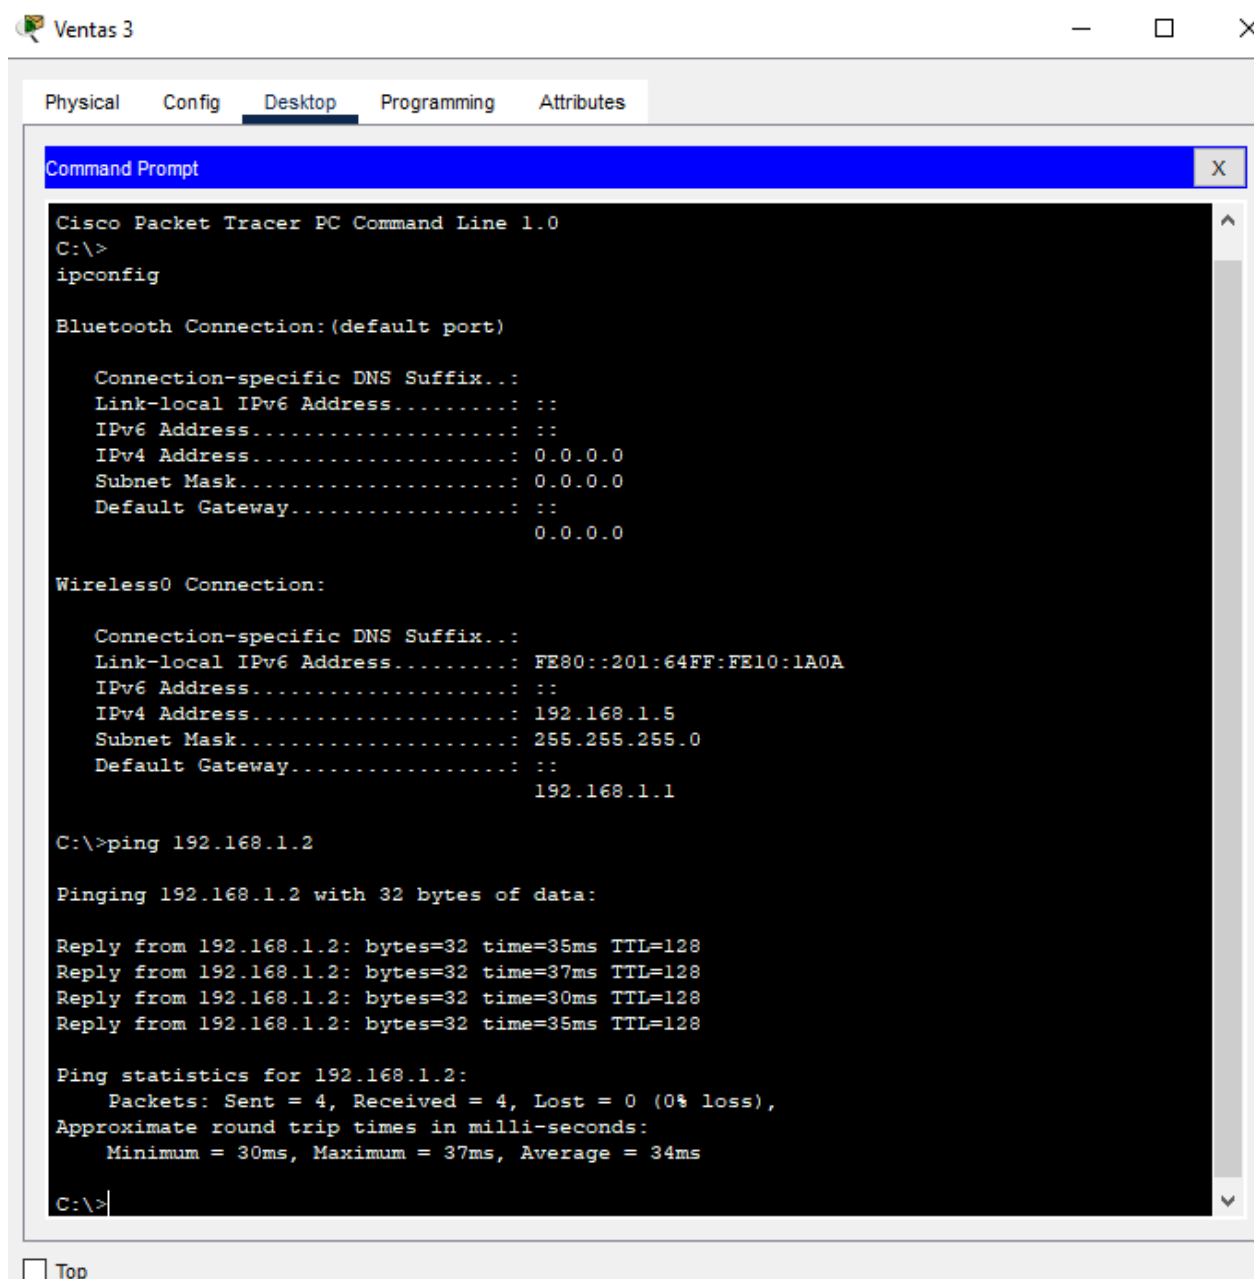 Ventas 3
Physical Config Desktop Programming Attributes
Command Prompt X
Cisco Packet Tracer PC Command Line 1.0
C:\>
ipconfig
Bluetooth Connection:(default port)
Connection-specific DNS Suffix..:
Link-local IPv6 Address.........: ::
IPv6 Address....................: ::
IPv4 Address....................: 0.0.0.0
Subnet Mask.....................: 0.0.0.0
Default Gateway.................: ::
0.0.0.0
Wireless0 Connection:
Connection-specific DNS Suffix..:
Link-local IPv6 Address.........: FE80::201:64FF:FE10:1A0A
IPv6 Address....................: ::
IPv4 Address....................: 192.168.1.5
Subnet Mask.....................: 255.255.255.0
Default Gateway.................: ::
192.168.1.1
C:\>ping 192.168.1.2
Pinging 192.168.1.2 with 32 bytes of data:
Reply from 192.168.1.2: bytes=32 time=35ms TTL=128
Reply from 192.168.1.2: bytes=32 time=37ms TTL=128
Reply from 192.168.1.2: bytes=32 time=30ms TTL=128
Reply from 192.168.1.2: bytes=32 time=35ms TTL=128
Ping statistics for 192.168.1.2:
Packets: Sent = 4, Received = 4, Lost = 0 (0% loss),
Approximate round trip times in milli-seconds:
Minimum = 30ms, Maximum = 37ms, Average = 34ms
C:\>
Top